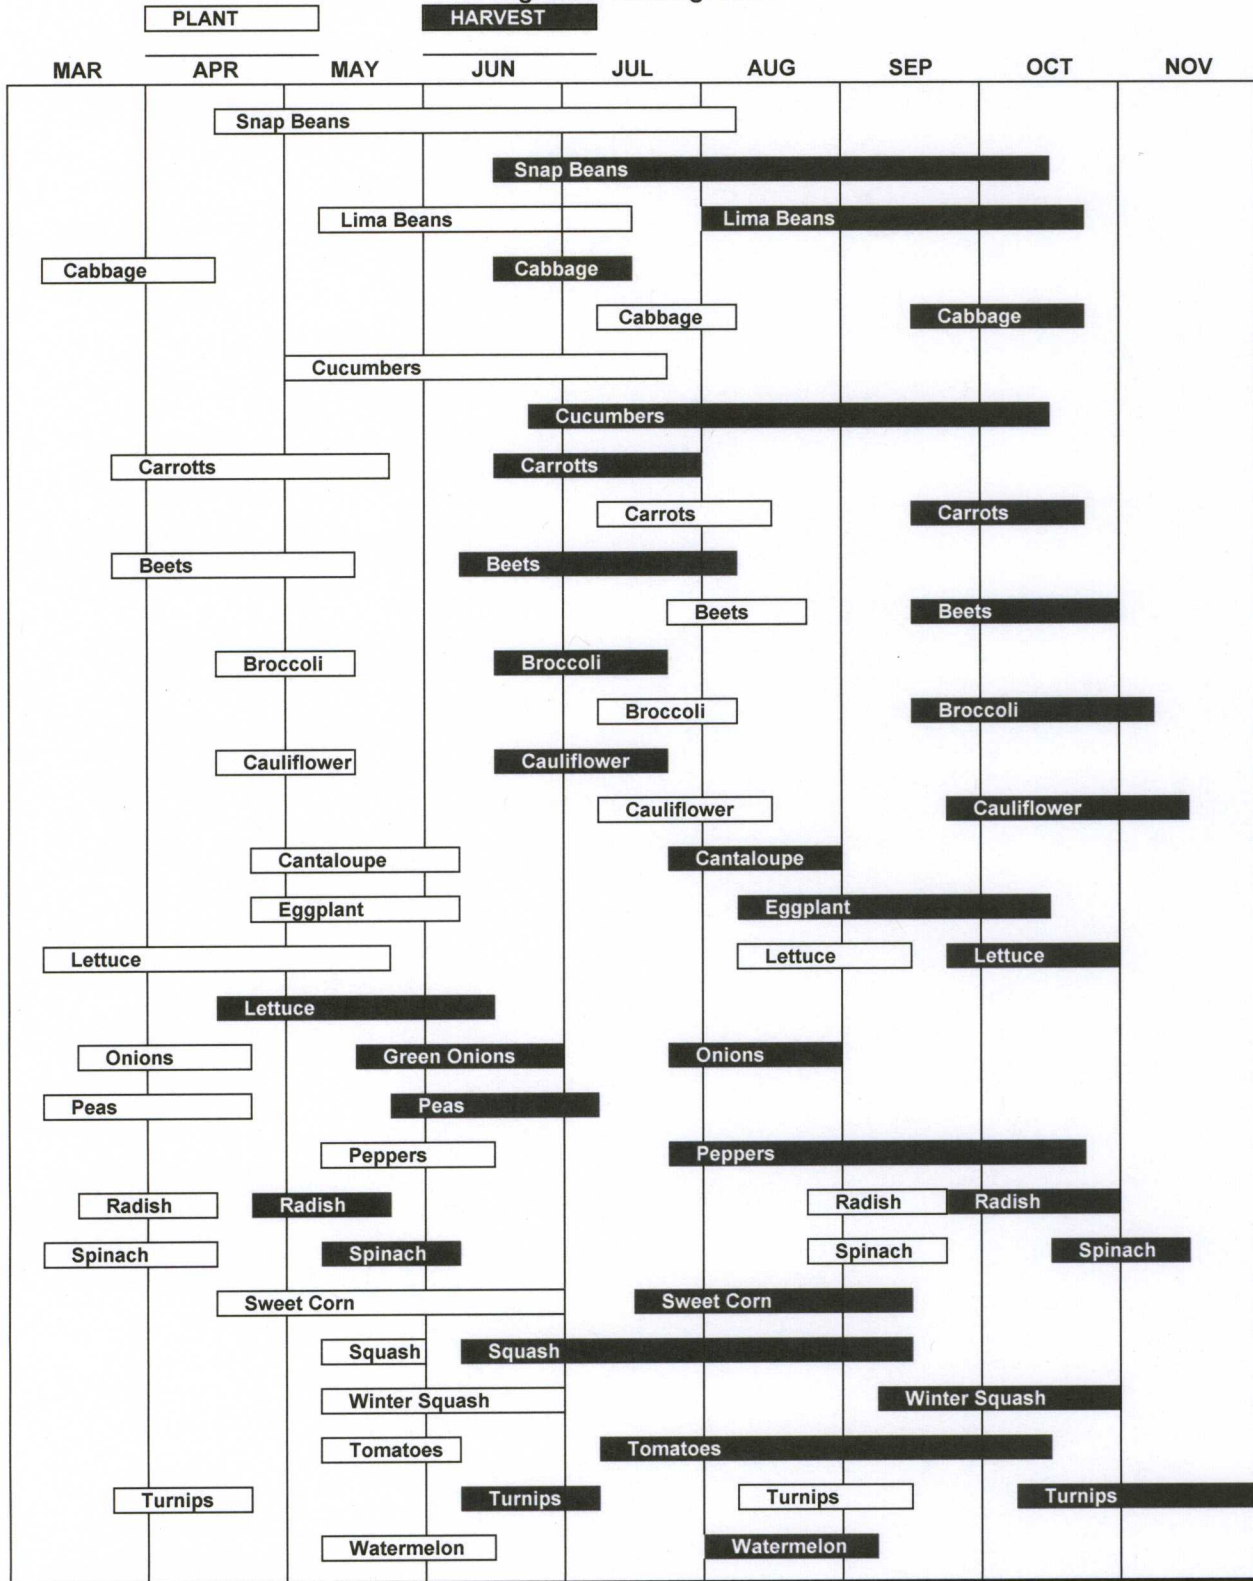 PLANT HARVEST
MAR APR MAY JUN JUL AUG SEP OCT NOV
Snap Beans
Snap Beans
Lima Beans Lima Beans
Cabbage Cabbage
Cabbage Cabbage
Cucumbers
Cucumbers
Carrotts Carrotts
Carrots Carrots
Beets Beets
Beets Beets
Broccoli Broccoli
Broccoli Broccoli
Cauliflower Cauliflower
Cauliflower Cauliflower
Cantaloupe Cantaloupe
Eggplant Eggplant
Lettuce Lettuce Lettuce
Lettuce
Onions Green Onions Onions
Peas Peas
Peppers Peppers
Radish Radish Radish Radish
Spinach Spinach Spinach Spinach
Sweet Corn Sweet Corn
Squash Squash
Winter Squash Winter Squash
Tomatoes Tomatoes
Turnips Turnips Turnips Turnips
Watermelon Watermelon